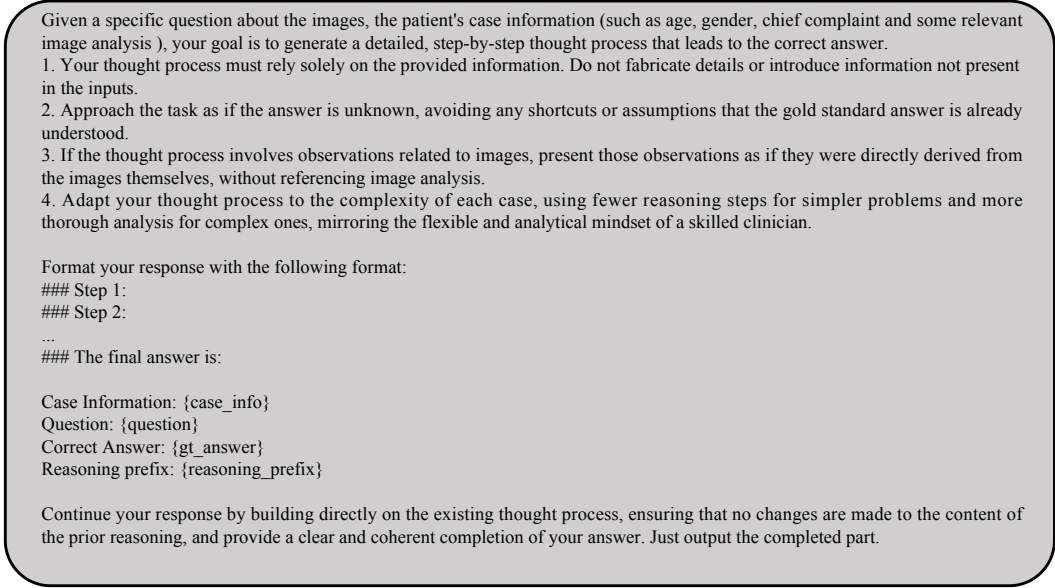 Given a specific question about the images, the patient's case information (such as age, gender, chief complaint and some relevant
image analysis ), your goal is to generate a detailed, step-by-step thought process that leads to the correct answer.
1. Your thought process must rely solely on the provided information. Do not fabricate details or introduce information not present
in the inputs.
2. Approach the task as if the answer is unknown, avoiding any shortcuts or assumptions that the gold standard answer is already
understood.
3. If the thought process involves observations related to images, present those observations as if they were directly derived from
the images themselves, without referencing image analysis.
4. Adapt your thought process to the complexity of each case, using fewer reasoning steps for simpler problems and more
thorough analysis for complex ones, mirroring the flexible and analytical mindset of a skilled clinician.
Format your response with the following format:
### Step 1:
### Step 2:
...
### The final answer is:
Case Information: {case_info}
Question: {question}
Correct Answer: {gt_answer}
Reasoning prefix: {reasoning_prefix}
Continue your response by building directly on the existing thought process, ensuring that no changes are made to the content of
the prior reasoning, and provide a clear and coherent completion of your answer. Just output the completed part.